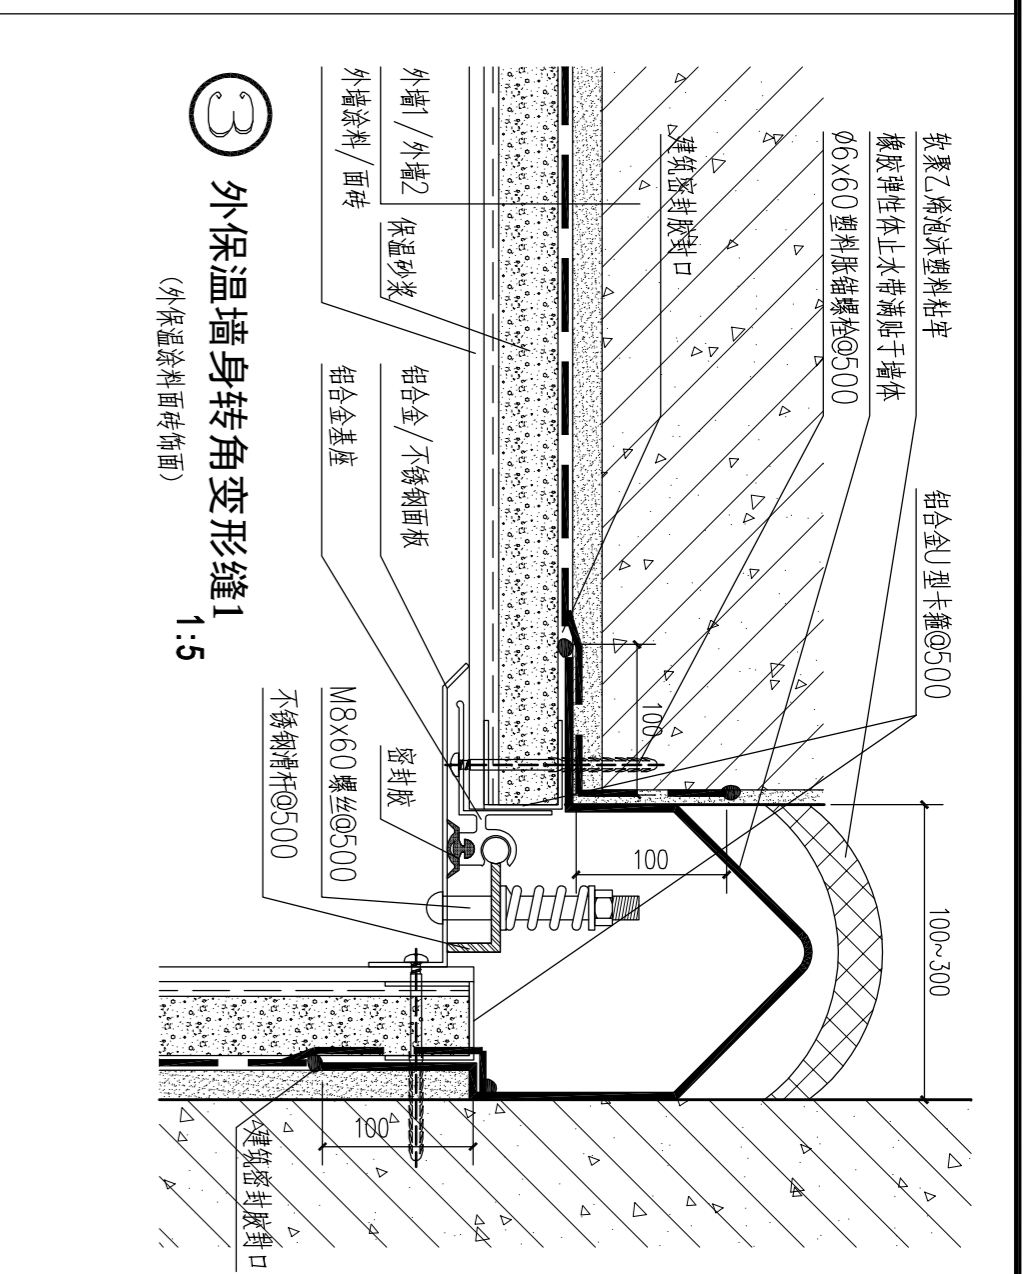 软聚乙烯泡沫塑料粘牢
橡胶弹性体止水带满贴于墙体
Ø6x60塑料胀锚螺栓@500
铝合金U型卡箍@500
建筑密封胶封口
外墙1/外墙2
外墙涂料/面砖
保温砂浆
铝合金/不锈钢面板
铝合金基座
密封胶
M8x60螺丝@500
不锈钢滑杆@500
100
100
100~300
100
建筑密封胶封口
3
外保温墙身转角变形缝1
1:5
(外保温涂料面砖饰面)